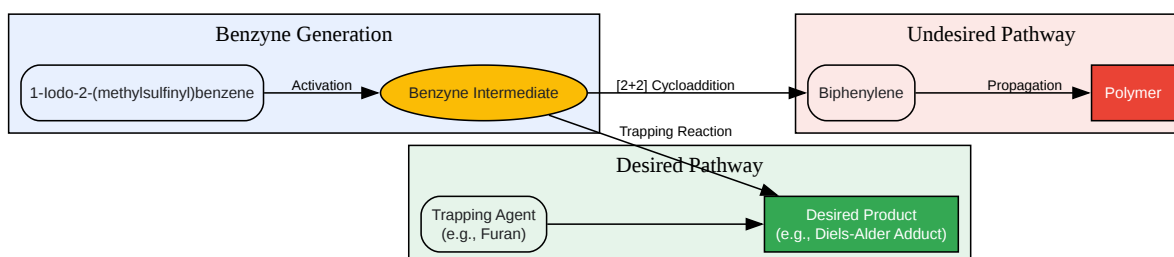 Benzyne Generation
1-Iodo-2-(methylsulfinyl)benzene
Activation
Benzyne Intermediate
[2+2] Cycloaddition
Trapping Reaction
Undesired Pathway
Biphenylene
Propagation
Polymer
Desired Pathway
Trapping Agent
(e.g., Furan)
Desired Product
(e.g., Diels-Alder Adduct)